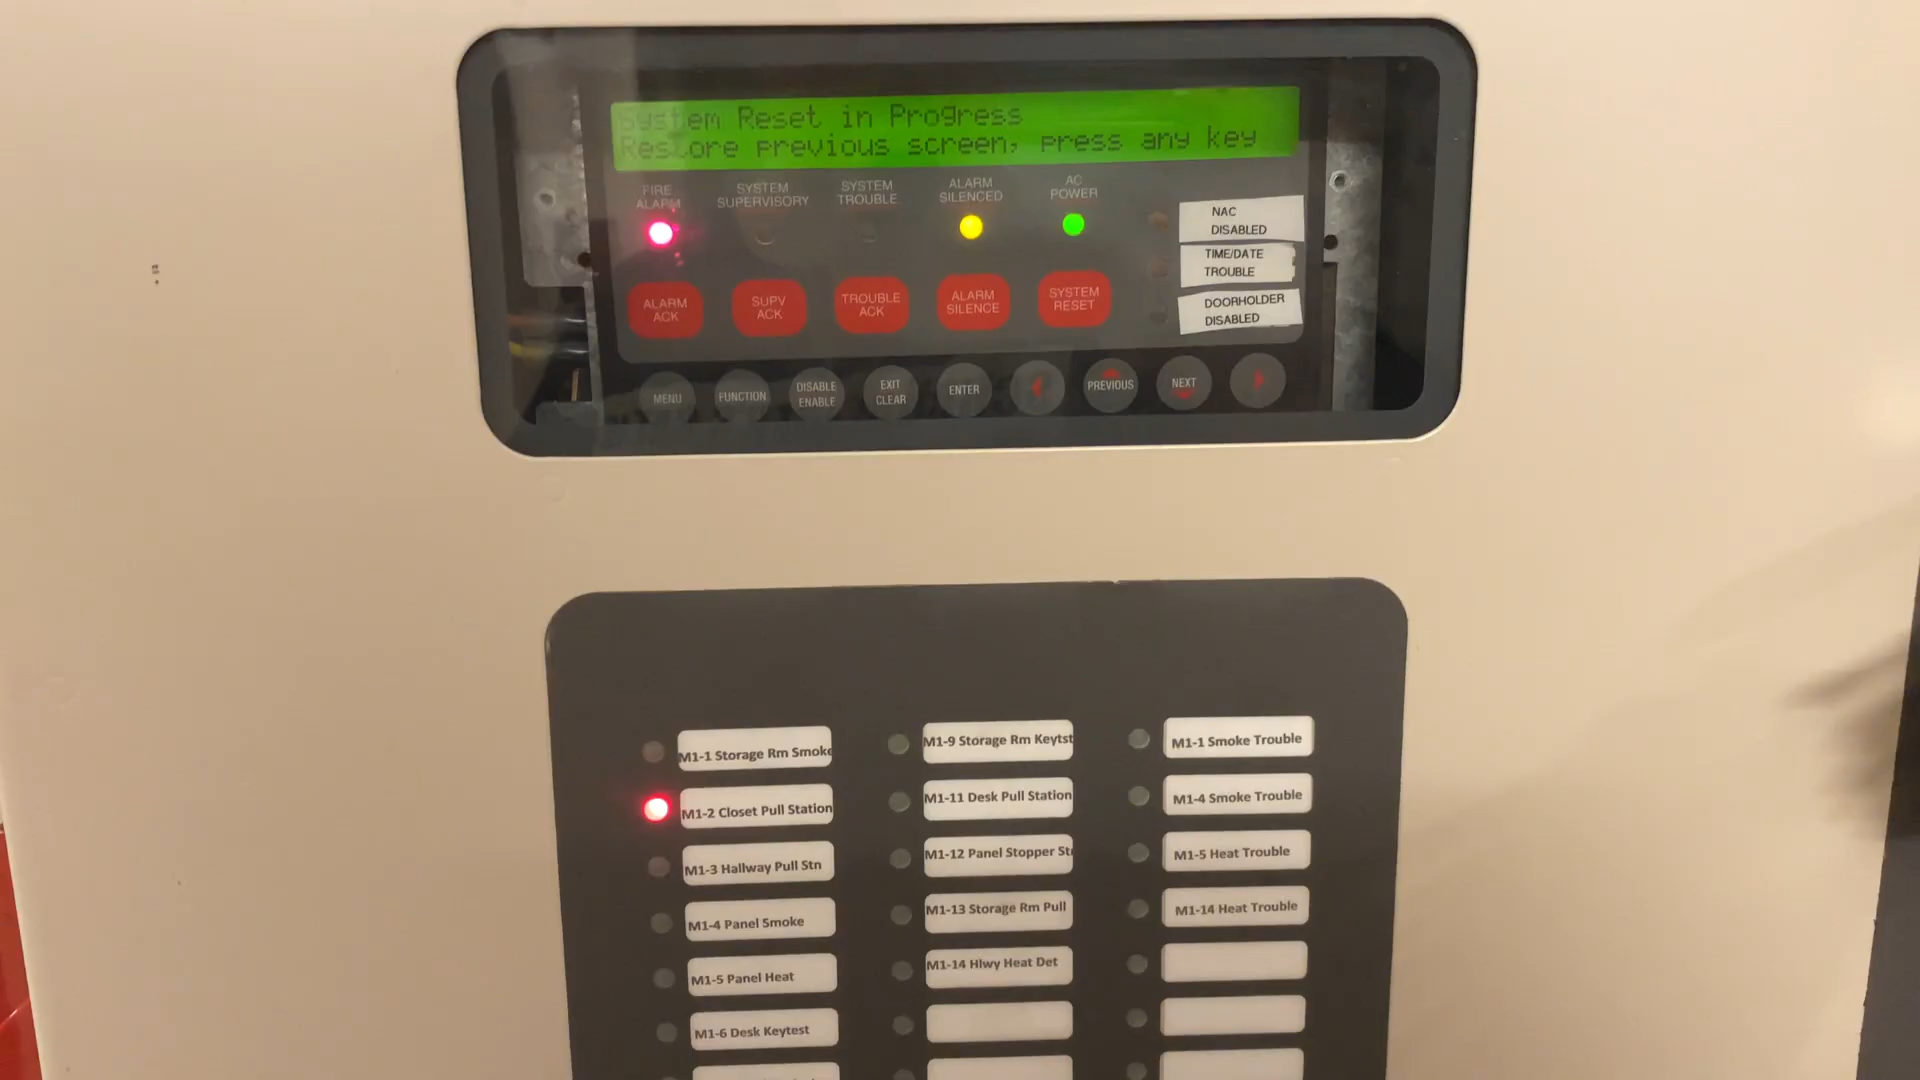 System Reset in Progress
Restore previous screen, press any key
FIRE
ALARM
SYSTEM
SUPERVISORY
SYSTEM
TROUBLE
ALARM
SILENCED
AC
POWER
NAC
DISABLED
TIME/DATE
TROUBLE
DOORHOLDER
DISABLED
ALARM
ACK
SUPV
ACK
TROUBLE
ACK
ALARM
SILENCE
SYSTEM
RESET
MENU
FUNCTION
DISABLE
ENABLE
EXIT
CLEAR
ENTER
PREVIOUS
NEXT
M1-1 Storage Rm Smoke
M1-2 Closet Pull Station
M1-3 Hallway Pull Stn
M1-4 Panel Smoke
M1-5 Panel Heat
M1-6 Desk Keytest
M1-9 Storage Rm Keytst
M1-11 Desk Pull Station
M1-12 Panel Stopper St
M1-13 Storage Rm Pull
M1-14 Hlwy Heat Det
M1-1 Smoke Trouble
M1-4 Smoke Trouble
M1-5 Heat Trouble
M1-14 Heat Trouble